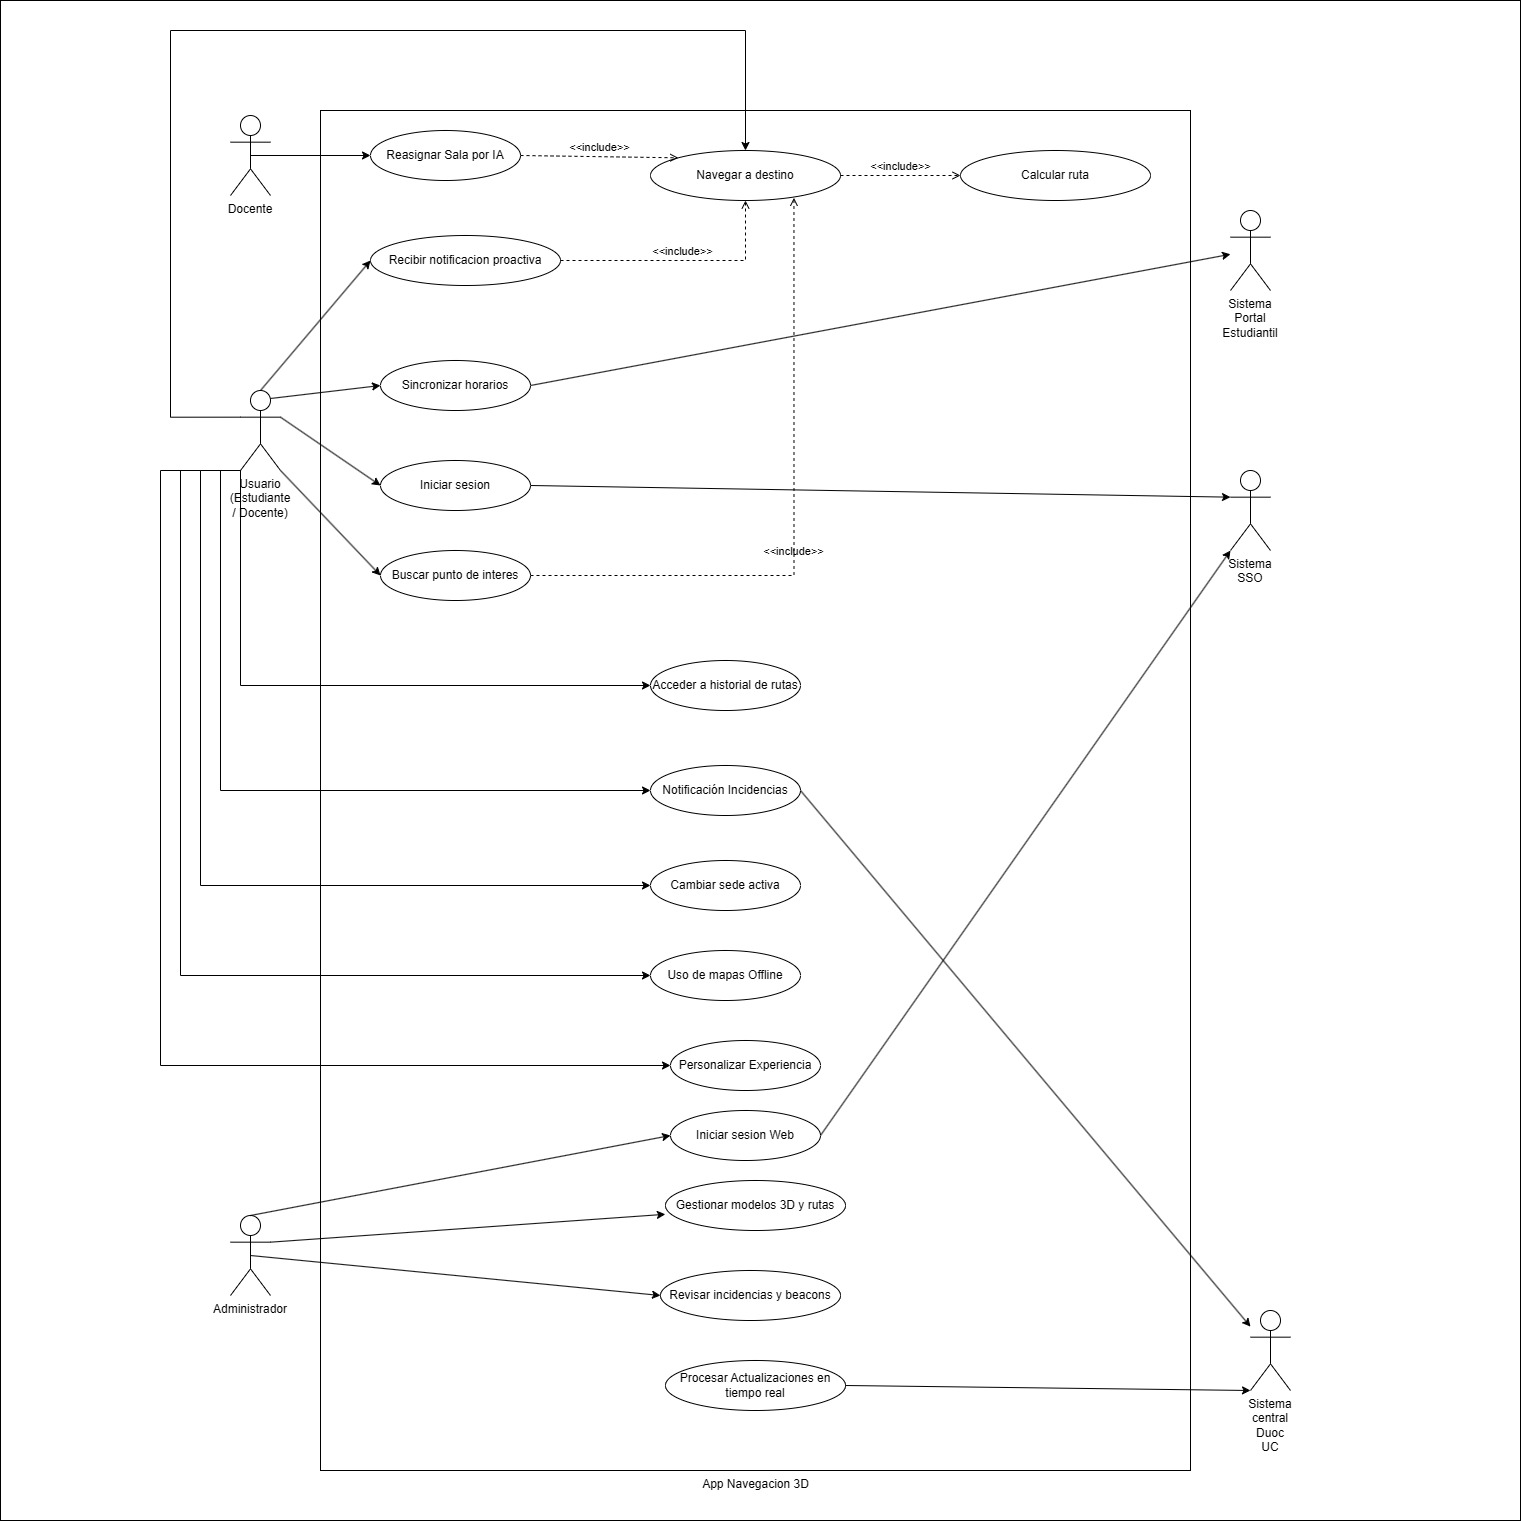 Reasignar Sala por IA
<<include>>
Navegar a destino
<<include>>
Calcular ruta
Docente
Recibir notificacion proactiva
<<include>>
Sistema
Portal
Estudiantil
Sincronizar horarios
Usuario
(Estudiante
/ Docente)
Iniciar sesion
Sistema
SSO
<<include>>
Buscar punto de interes
Acceder a historial de rutas
Notificación Incidencias
Cambiar sede activa
Uso de mapas Offline
Personalizar Experiencia
Iniciar sesion Web
Gestionar modelos 3D y rutas
Administrador
Revisar incidencias y beacons
Procesar Actualizaciones en
tiempo real
Sistema
central
Duoc
UC
App Navegacion 3D